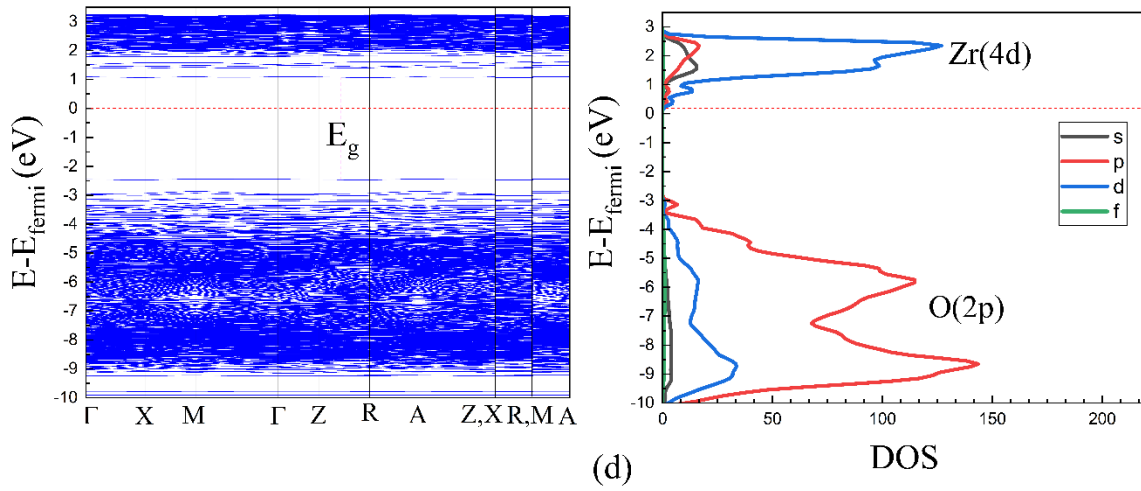 3
2
1
0
-1
-2
-3
-4
-5
-6
-7
-8
-9
-10
E-E_fermi (eV)
E_g
Γ X M Γ Z R A Z,X R,M A
3
2
1
0
-1
-2
-3
-4
-5
-6
-7
-8
-9
-10
E-E_fermi (eV)
Zr(4d)
s
p
d
f
O(2p)
0 50 100 150 200
DOS
(d)